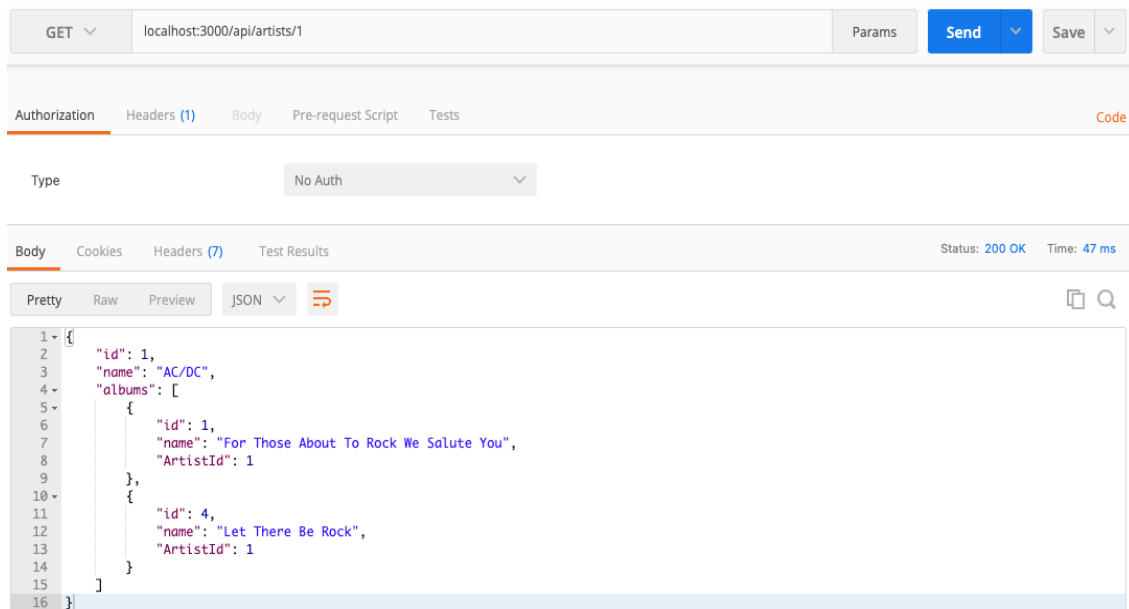 GET localhost:3000/api/artists/1 Params Send Save
Authorization Headers (1) Body Pre-request Script Tests Code
Type No Auth
Body Cookies Headers (7) Test Results Status: 200 OK Time: 47 ms
Pretty Raw Preview JSON
1 {
2 "id": 1,
3 "name": "AC/DC",
4 "albums": [
5 {
6 "id": 1,
7 "name": "For Those About To Rock We Salute You",
8 "ArtistId": 1
9 },
10 {
11 "id": 4,
12 "name": "Let There Be Rock",
13 "ArtistId": 1
14 }
15 ]
16 }